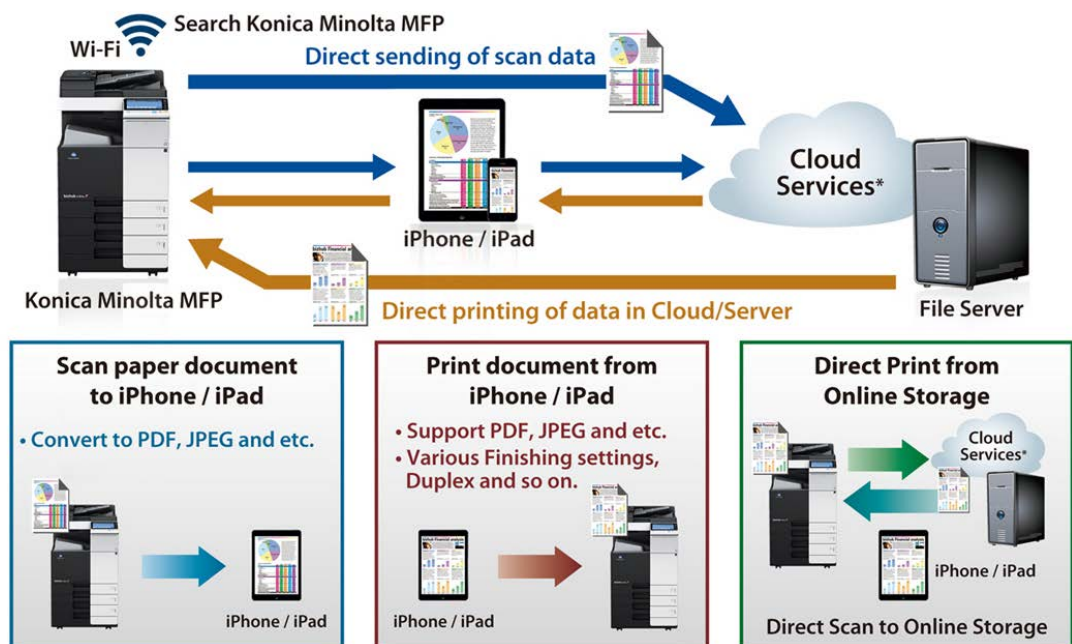 Search Konica Minolta MFP
Wi-Fi
Direct sending of scan data
Cloud
Services*
iPhone / iPad
Konica Minolta MFP
Direct printing of data in Cloud/Server
File Server
Scan paper document
to iPhone / iPad
• Convert to PDF, JPEG and etc.
iPhone / iPad
Print document from
iPhone / iPad
• Support PDF, JPEG and etc.
• Various Finishing settings,
Duplex and so on.
iPhone / iPad
Direct Print from
Online Storage
Cloud
Services*
iPhone / iPad
Direct Scan to Online Storage